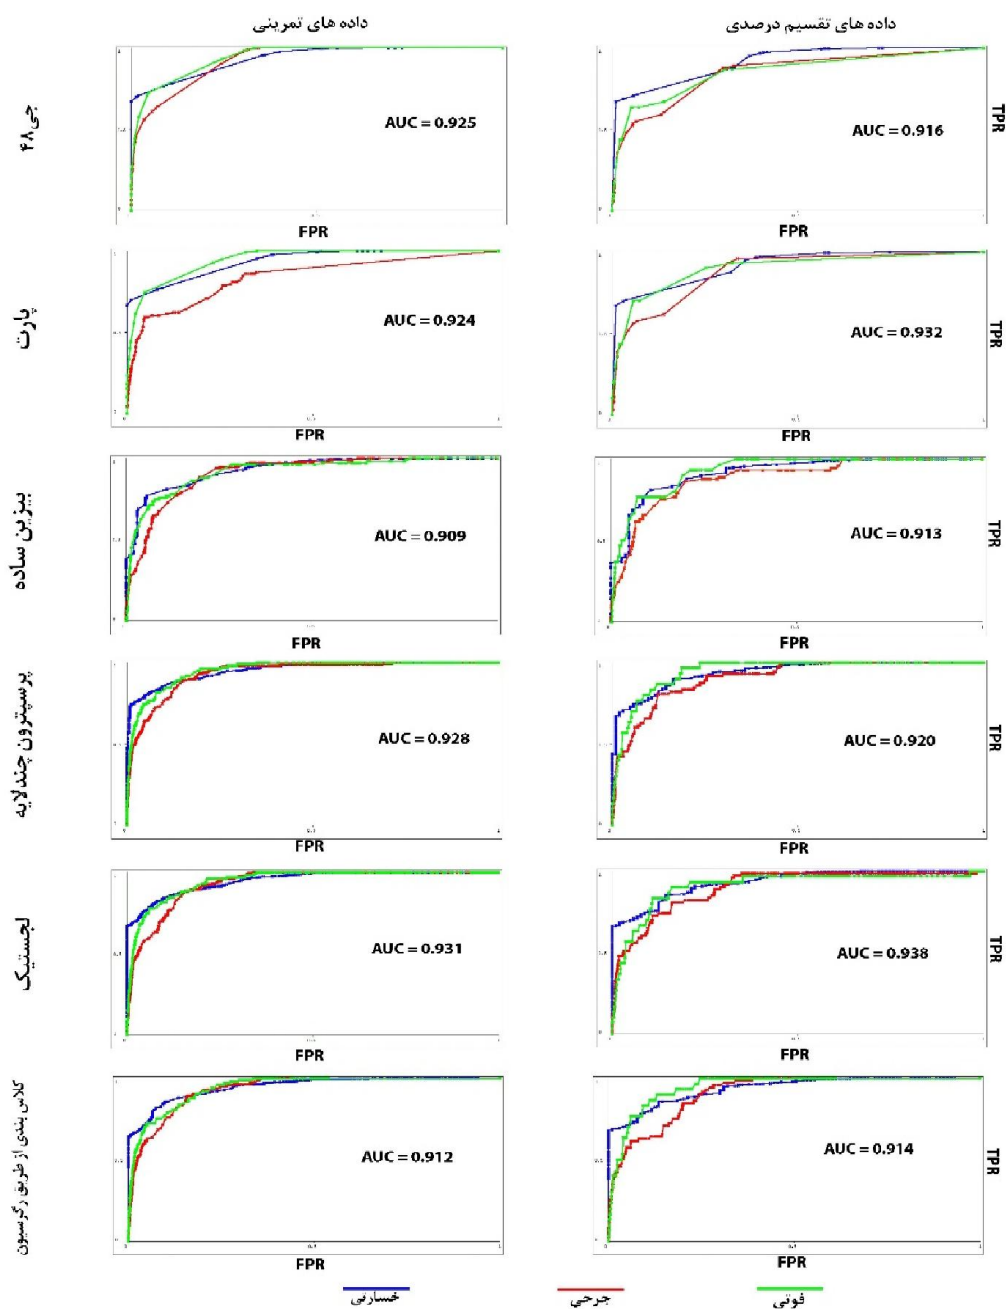 داده های تقسیم درصدی
داده های تمرینی
جی۴۸
AUC = 0.925
AUC = 0.916
TPR
FPR
FPR
پارت
AUC = 0.924
AUC = 0.932
TPR
FPR
FPR
بیزین ساده
AUC = 0.909
AUC = 0.913
TPR
FPR
FPR
پرسپترون چندلایه
AUC = 0.928
AUC = 0.920
TPR
FPR
FPR
لجستیک
AUC = 0.931
AUC = 0.938
TPR
FPR
FPR
کلاس بندی از طریق رگرسیون
AUC = 0.912
AUC = 0.914
TPR
FPR
FPR
فوتی
جرحی
خسارتی